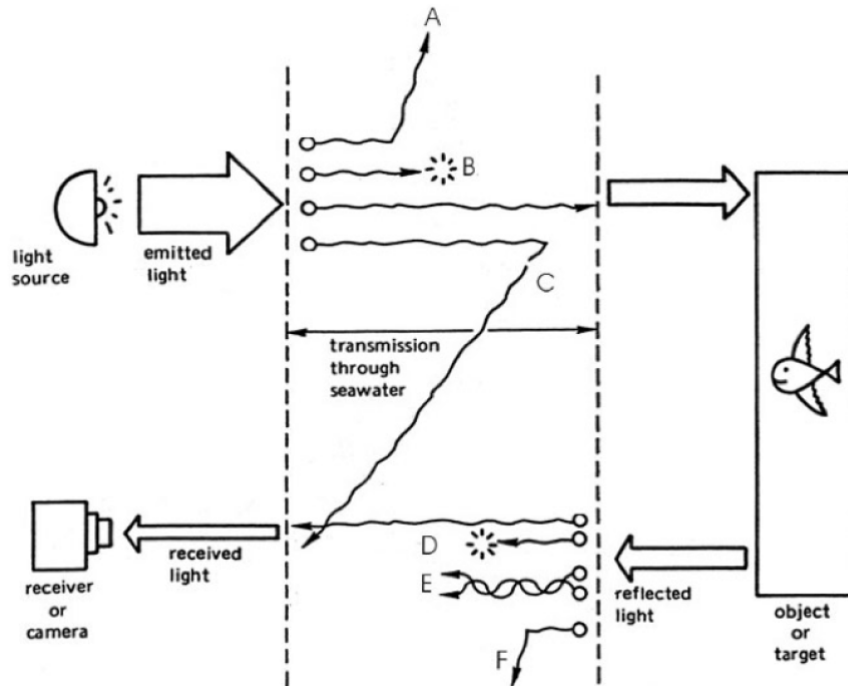 A
B
light
source
emitted
light
C
transmission
through
seawater
D
E
F
received
light
receiver
or
camera
reflected
light
object
or
target